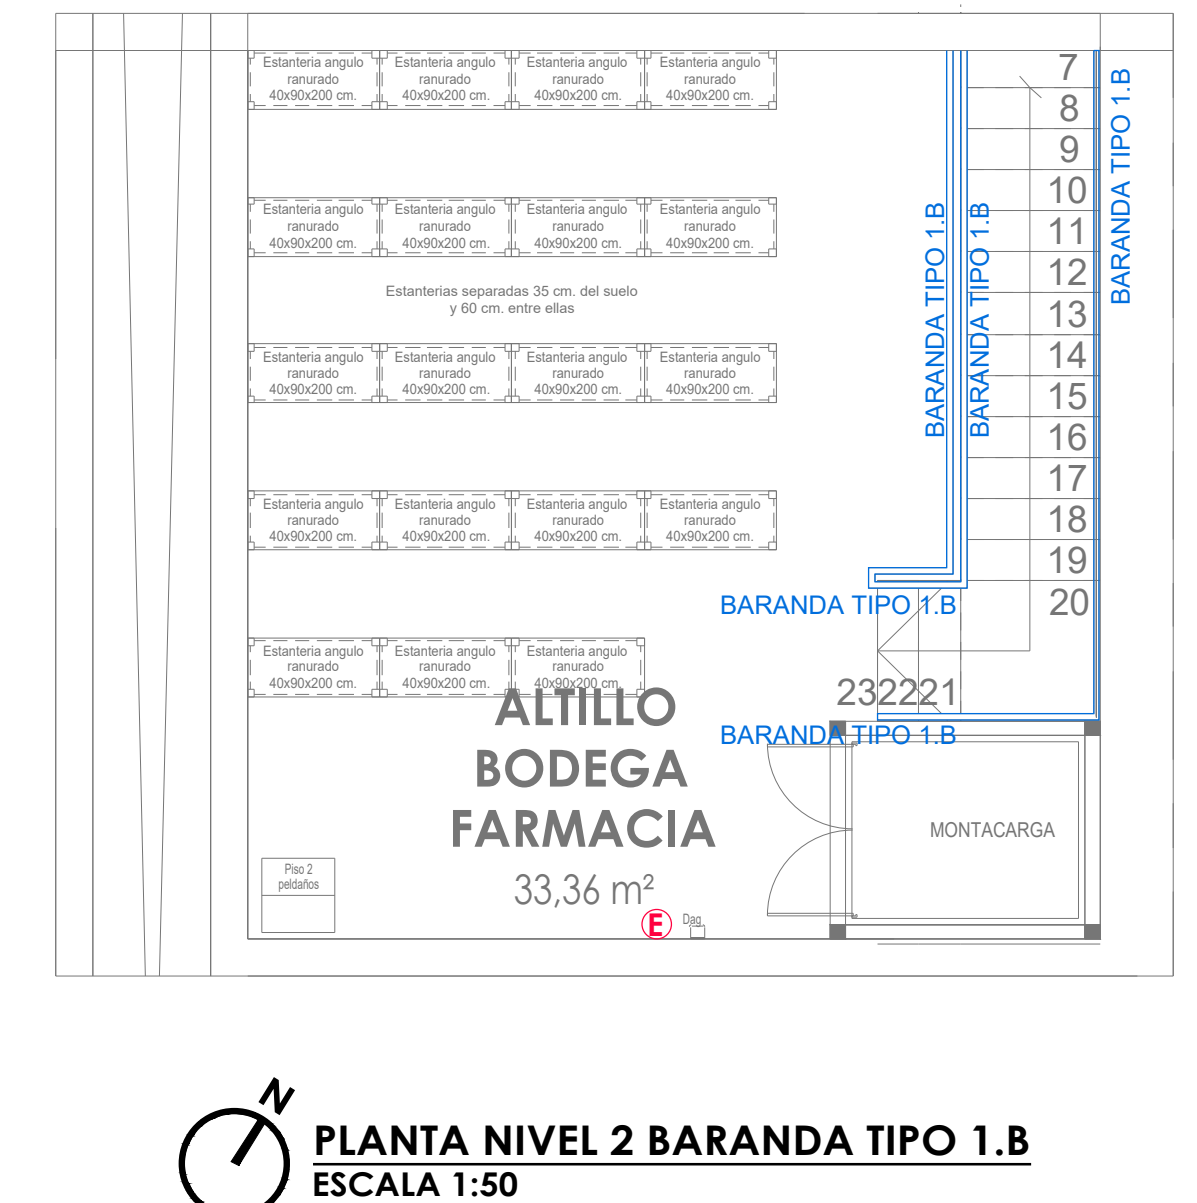 Estanteria angulo
ranurado
40x90x200 cm.
Estanteria angulo
ranurado
40x90x200 cm.
Estanteria angulo
ranurado
40x90x200 cm.
Estanteria angulo
ranurado
40x90x200 cm.
Estanteria angulo
ranurado
40x90x200 cm.
Estanteria angulo
ranurado
40x90x200 cm.
Estanteria angulo
ranurado
40x90x200 cm.
Estanteria angulo
ranurado
40x90x200 cm.
Estanterias separadas 35 cm. del suelo
y 60 cm. entre ellas
Estanteria angulo
ranurado
40x90x200 cm.
Estanteria angulo
ranurado
40x90x200 cm.
Estanteria angulo
ranurado
40x90x200 cm.
Estanteria angulo
ranurado
40x90x200 cm.
Estanteria angulo
ranurado
40x90x200 cm.
Estanteria angulo
ranurado
40x90x200 cm.
Estanteria angulo
ranurado
40x90x200 cm.
Estanteria angulo
ranurado
40x90x200 cm.
Estanteria angulo
ranurado
40x90x200 cm.
Estanteria angulo
ranurado
40x90x200 cm.
Estanteria angulo
ranurado
40x90x200 cm.
BARANDA TIPO 1.B
BARANDA TIPO 1.B
BARANDA TIPO 1.B
7
8
9
10
11
12
13
14
15
16
17
18
19
20
BARANDA TIPO 1.B
232221
BARANDA TIPO 1.B
ALTILLO
BODEGA
FARMACIA
33,36 m²
MONTACARGA
Piso 2
peldaños
E
Dag.
N
PLANTA NIVEL 2 BARANDA TIPO 1.B
ESCALA 1:50